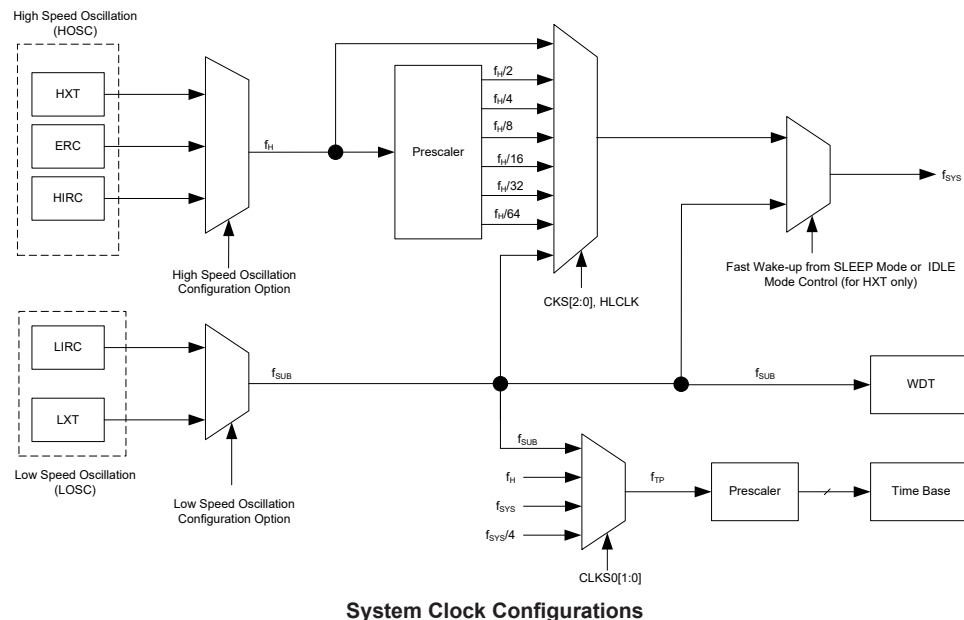 High Speed Oscillation
(HOSC)
HXT
ERC
HIRC
High Speed Oscillation
Configuration Option
fH
Prescaler
fH/2
fH/4
fH/8
fH/16
fH/32
fH/64
CKS[2:0], HLCLK
fSYS
Fast Wake-up from SLEEP Mode or IDLE
Mode Control (for HXT only)
LIRC
LXT
Low Speed Oscillation
(LOSC)
Low Speed Oscillation
Configuration Option
fSUB
fSUB
WDT
fSUB
fH
fSYS
fSYS/4
CLKS0[1:0]
fTP
Prescaler
Time Base
System Clock Configurations